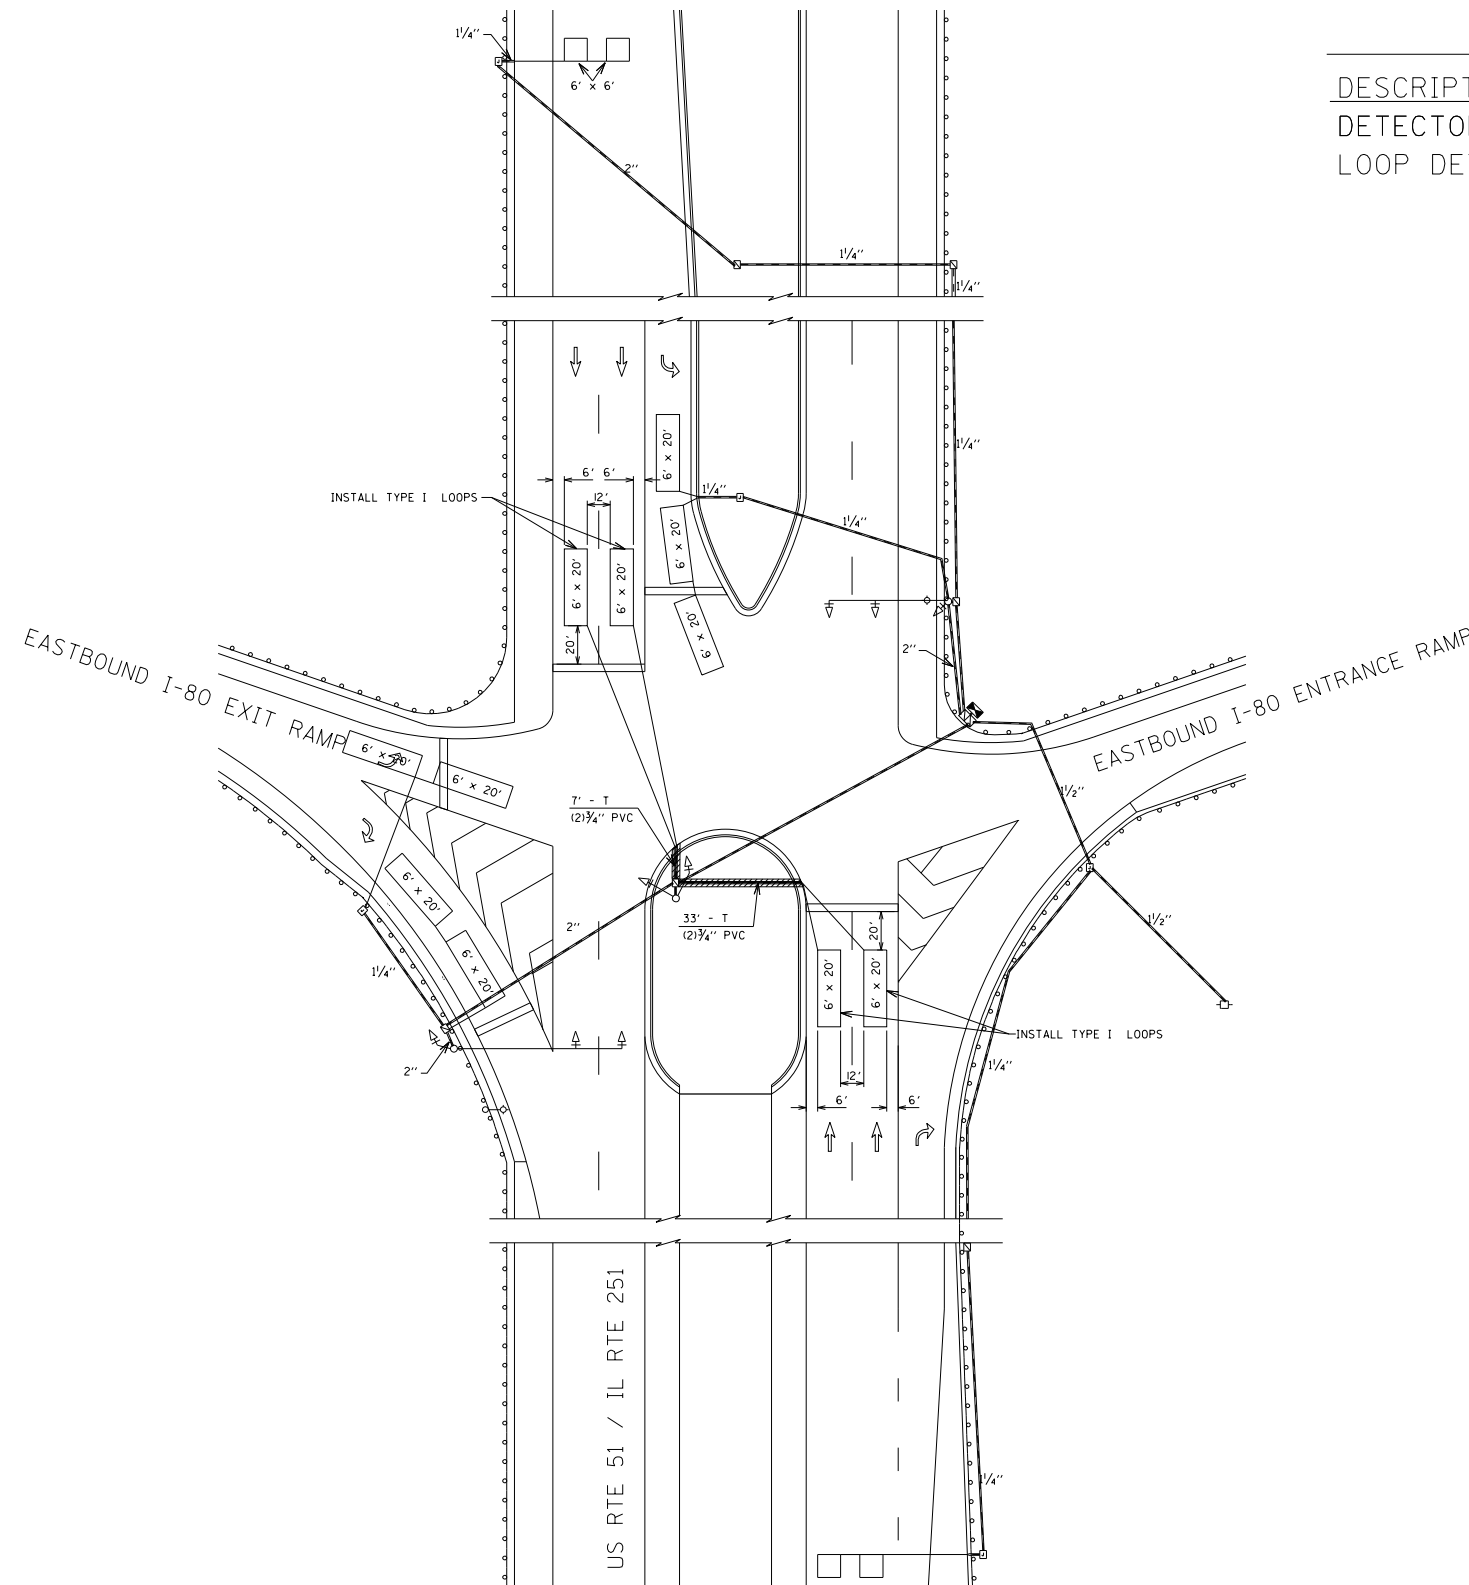 1¼"
6' x 6'
DESCRIPT
DETECTO
LOOP DE
2"
1¼"
1¼"
6' x 20'
1¼"
6' 6'
12'
INSTALL TYPE I LOOPS
1¼"
1¼"
6' x 20'
6' x 20'
6' x 20'
6' x 20'
20'
2"
EASTBOUND I-80 EXIT RAMP
EASTBOUND I-80 ENTRANCE RAMP
6' x 20'
6' x 20'
1½"
7' - T
(2)¾" PVC
6' x 20'
33' - T
(2)¾" PVC
2"
20'
1½"
6' x 20'
1¼"
6' x 20'
6' x 20'
INSTALL TYPE I LOOPS
2"
12'
1¼"
6'
6'
US RTE 51 / IL RTE 251
1¼"